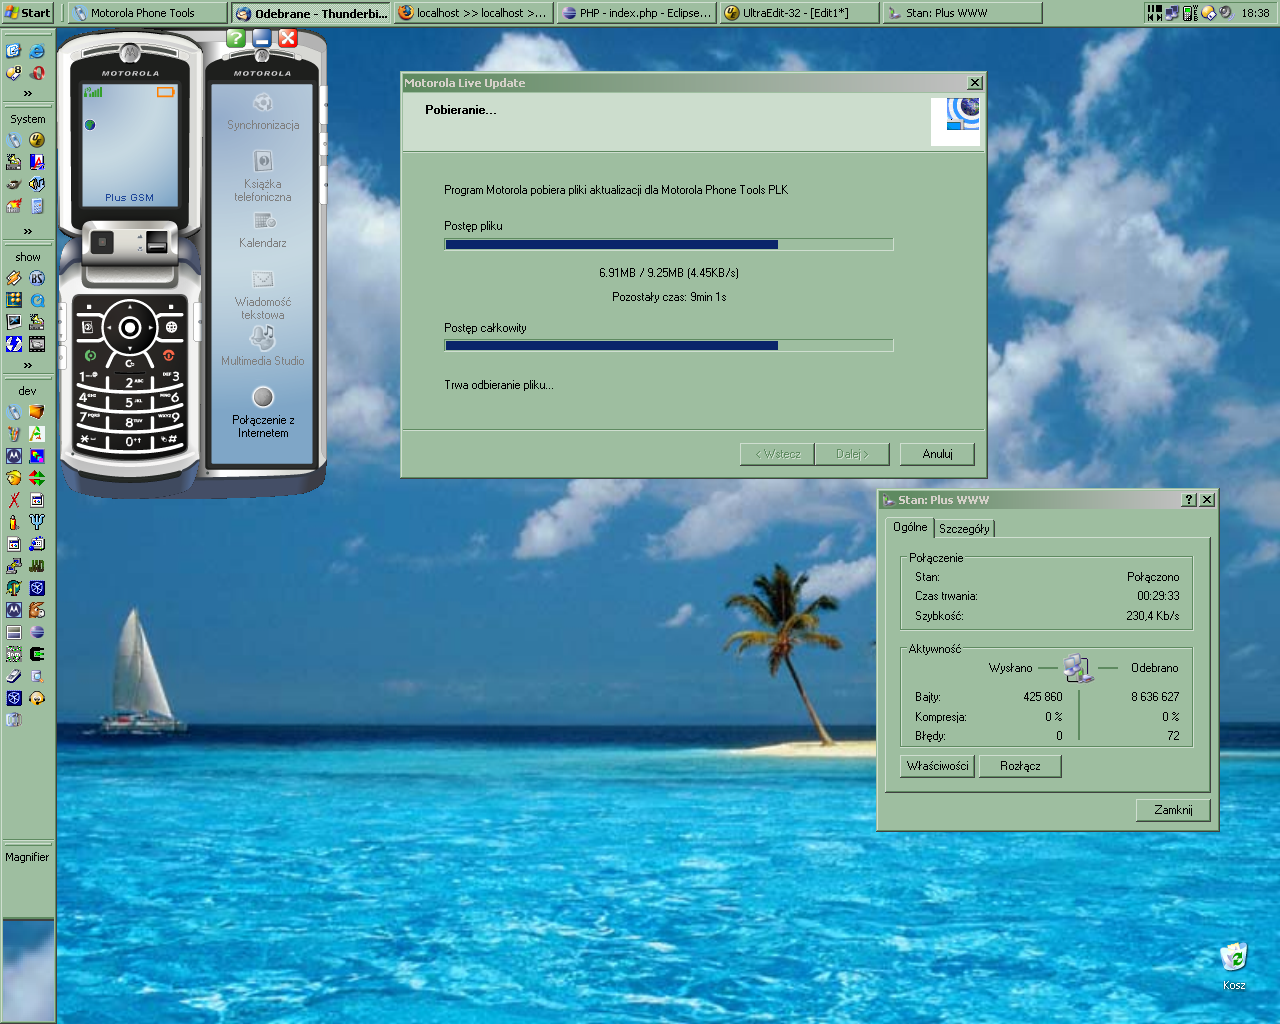 Start
Motorola Phone Tools
Odebrane - Thunderbi...
localhost >> localhost >...
PHP - index.php - Eclipse...
UltraEdit-32 - [Edit1*]
Stan: Plus WWW
18:38
System
show
dev
Magnifier
MOTOROLA
Plus GSM
MOTOROLA
Synchronizacja
Książka
telefoniczna
Kalendarz
Wiadomość
tekstowa
Multimedia Studio
Połączenie z
Internetem
Motorola Live Update
Pobieranie...
Program Motorola pobiera pliki aktualizacji dla Motorola Phone Tools PLK
Postęp pliku
6.91MB / 9.25MB (4.45KB/s)
Pozostały czas: 9min 1s
Postęp całkowity
Trwa odbieranie pliku...
< Wstecz
Dalej >
Anuluj
Stan: Plus WWW
Ogólne
Szczegóły
Połączenie
Stan: Połączono
Czas trwania: 00:29:33
Szybkość: 230,4 Kb/s
Aktywność
Wysłano — Odebrano
Bajty: 425 860 8 636 627
Kompresja: 0 % 0 %
Błędy: 0 72
Właściwości
Rozłącz
Zamknij
Kosz